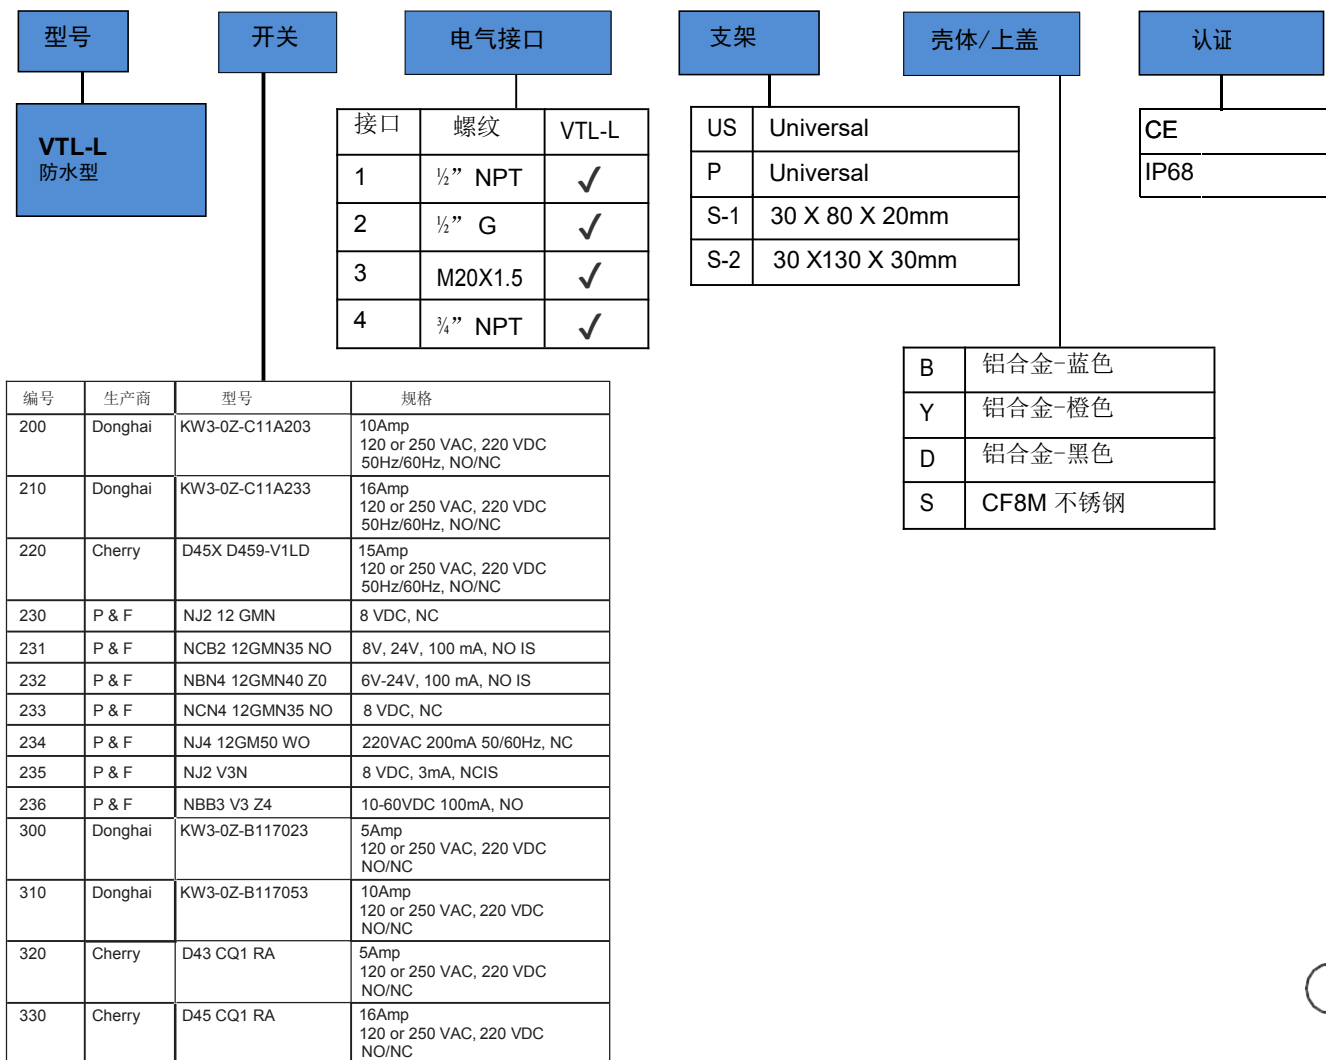 型号 开关 电气接口 支架 壳体/上盖 认证
VTL-L
防水型
接口 螺纹 VTL-L
1 ½” NPT ✓
2 ½” G ✓
3 M20X1.5 ✓
4 ¾” NPT ✓
US Universal
P Universal
S-1 30 X 80 X 20mm
S-2 30 X130 X 30mm
CE
IP68
B 铝合金-蓝色
Y 铝合金-橙色
D 铝合金-黑色
S CF8M 不锈钢
编号 生产商 型号 规格
200 Donghai KW3-0Z-C11A203 10Amp
120 or 250 VAC, 220 VDC
50Hz/60Hz, NO/NC
210 Donghai KW3-0Z-C11A233 16Amp
120 or 250 VAC, 220 VDC
50Hz/60Hz, NO/NC
220 Cherry D45X D459-V1LD 15Amp
120 or 250 VAC, 220 VDC
50Hz/60Hz, NO/NC
230 P & F NJ2 12 GMN 8 VDC, NC
231 P & F NCB2 12GMN35 NO 8V, 24V, 100 mA, NO IS
232 P & F NBN4 12GMN40 Z0 6V-24V, 100 mA, NO IS
233 P & F NCN4 12GMN35 NO 8 VDC, NC
234 P & F NJ4 12GM50 WO 220VAC 200mA 50/60Hz, NC
235 P & F NJ2 V3N 8 VDC, 3mA, NCIS
236 P & F NBB3 V3 Z4 10-60VDC 100mA, NO
300 Donghai KW3-0Z-B117023 5Amp
120 or 250 VAC, 220 VDC
NO/NC
310 Donghai KW3-0Z-B117053 10Amp
120 or 250 VAC, 220 VDC
NO/NC
320 Cherry D43 CQ1 RA 5Amp
120 or 250 VAC, 220 VDC
NO/NC
330 Cherry D45 CQ1 RA 16Amp
120 or 250 VAC, 220 VDC
NO/NC